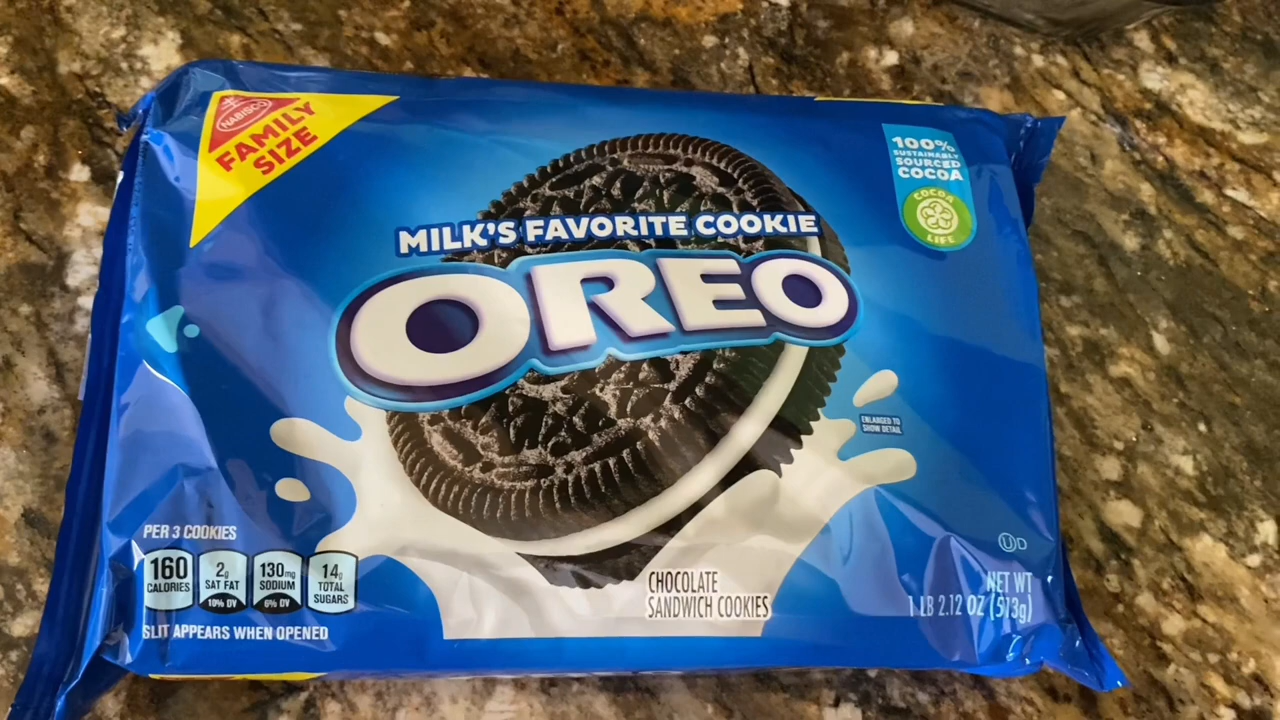 NABISCO
FAMILY
SIZE
100%
SUSTAINABLY
SOURCED
COCOA
COCOA
LIFE
MILK'S FAVORITE COOKIE
OREO
ENLARGED TO
SHOW DETAIL
PER 3 COOKIES
160
CALORIES
2g
SAT FAT
10% DV
130mg
SODIUM
6% DV
14g
TOTAL
SUGARS
SLIT APPEARS WHEN OPENED
CHOCOLATE
SANDWICH COOKIES
UD
NET WT
1 LB 2.12 OZ (513g)